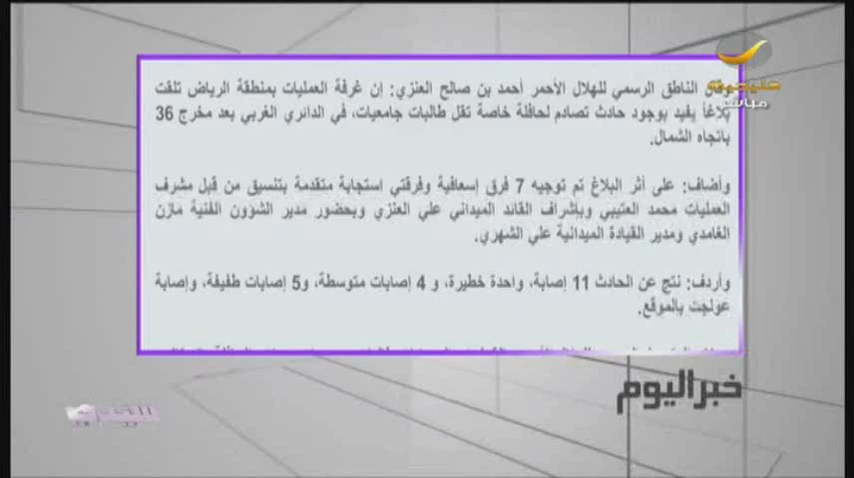 خليجية
مباشر
وقال الناطق الرسمي للهلال الأحمر أحمد بن صالح العنزي: إن غرفة العمليات بمنطقة الرياض تلقت
بلاغاً يفيد بوجود حادث تصادم لحافلة خاصة تقل طالبات جامعيات، في الدائري الغربي بعد مخرج 36
باتجاه الشمال.
وأضاف: على أثر البلاغ تم توجيه 7 فرق إسعافية وفرقتي استجابة متقدمة بتنسيق من قبل مشرف
العمليات محمد العتيبي وبإشراف القائد الميداني علي العنزي وبحضور مدير الشؤون الفنية مازن
الغامدي ومدير القيادة الميدانية علي الشهري.
وأردف: نتج عن الحادث 11 إصابة، واحدة خطيرة، و 4 إصابات متوسطة، و5 إصابات طفيفة، وإصابة
عولجت بالموقع.
خبر اليوم